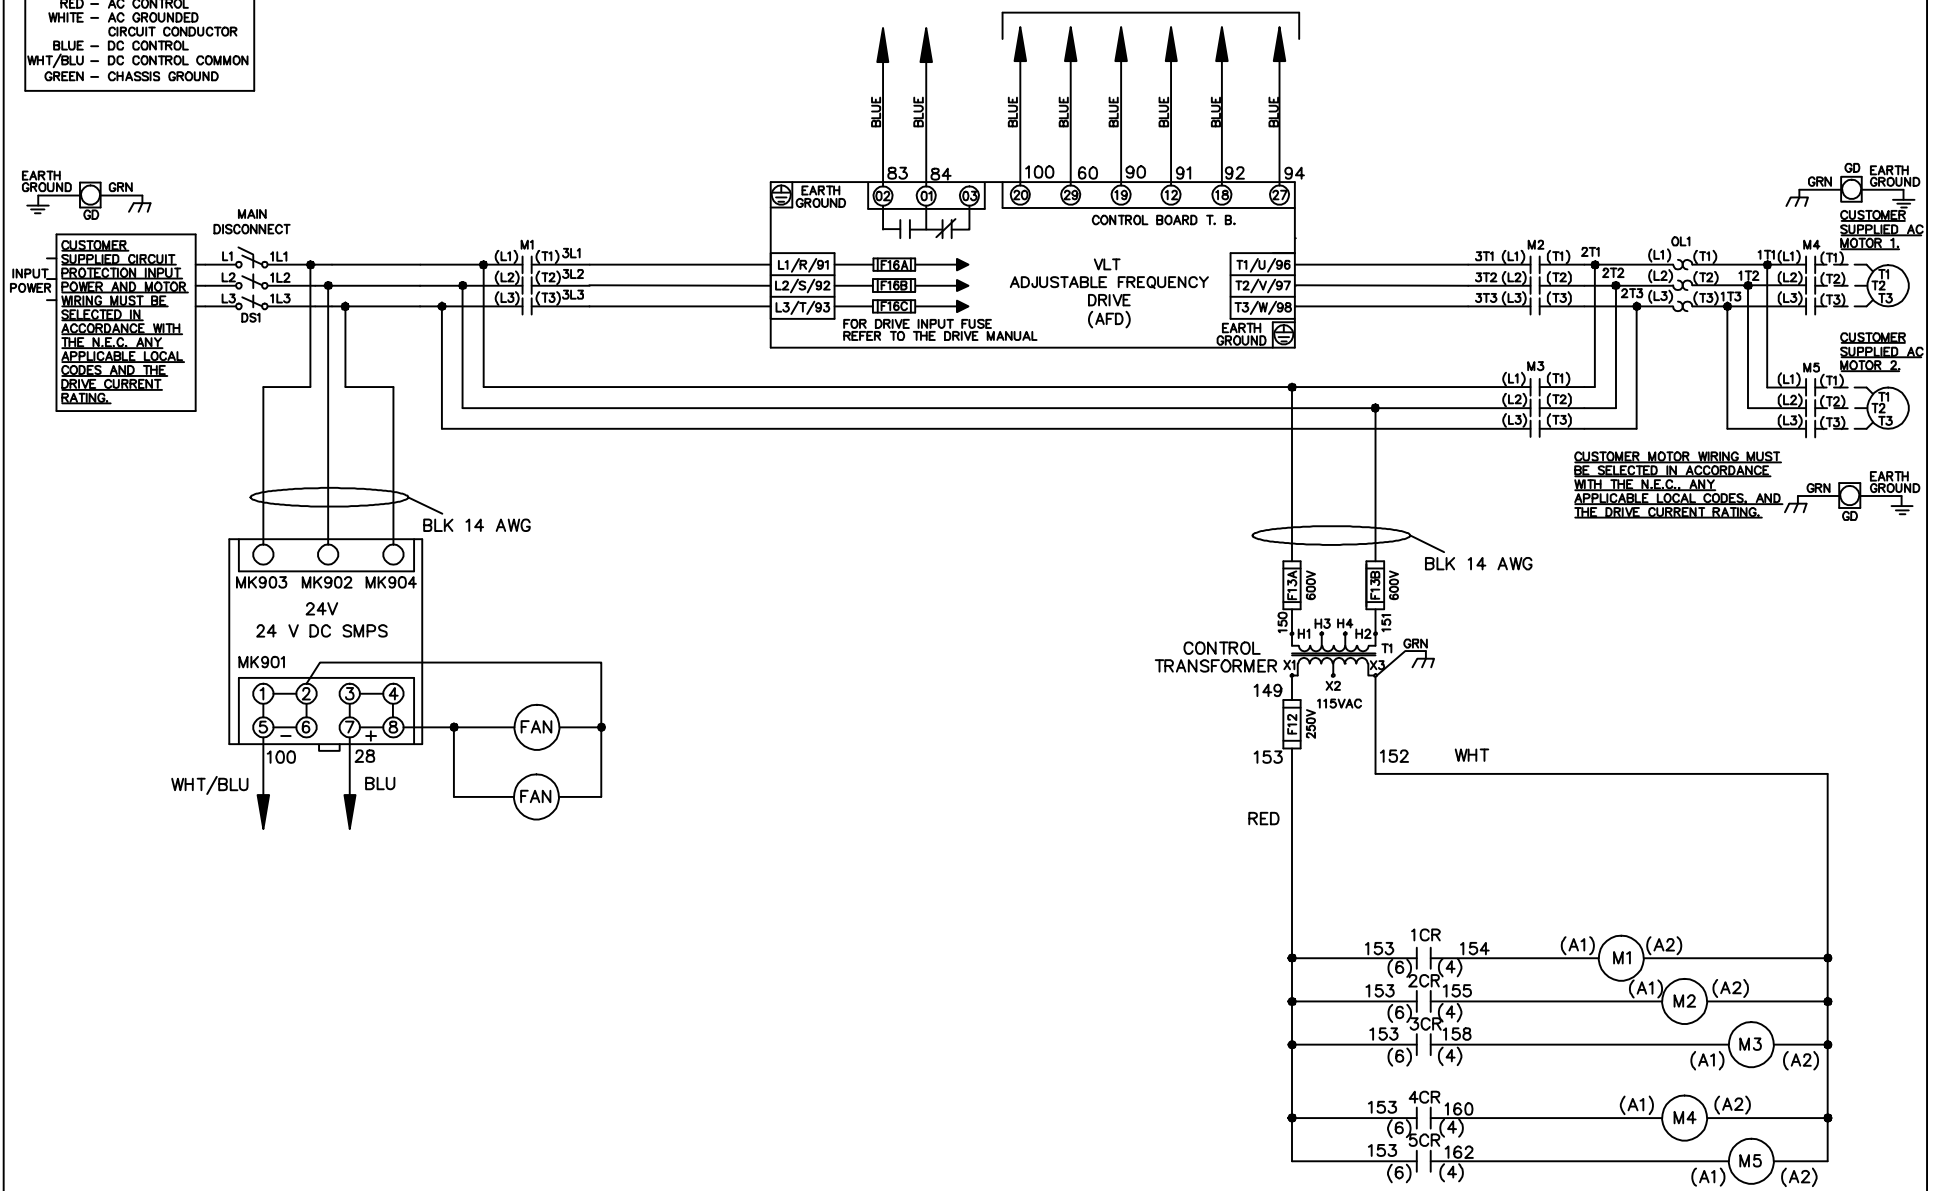 RED – AC CONTROL
WHITE – AC GROUNDED
CIRCUIT CONDUCTOR
BLUE – DC CONTROL
WHT/BLU – DC CONTROL COMMON
GREEN – CHASSIS GROUND
EARTH
GROUND
GRN
GD
MAIN
DISCONNECT
INPUT
POWER
CUSTOMER
SUPPLIED CIRCUIT
PROTECTION INPUT
POWER AND MOTOR
WIRING MUST BE
SELECTED IN
ACCORDANCE WITH
THE N.E.C. ANY
APPLICABLE LOCAL
CODES AND THE
DRIVE CURRENT
RATING.
L1 1L1
L2 1L2
L3 1L3
DS1
M1
(L1) (T1) 3L1
(L2) (T2) 3L2
(L3) (T3) 3L3
BLUE BLUE BLUE BLUE BLUE BLUE BLUE BLUE
83 84 100 60 90 91 92 94
EARTH
GROUND
02 01 03 20 29 19 12 18 27
CONTROL BOARD T. B.
L1/R/91 F16A
L2/S/92 F16B
L3/T/93 F16C
FOR DRIVE INPUT FUSE
REFER TO THE DRIVE MANUAL
VLT
ADJUSTABLE FREQUENCY
DRIVE
(AFD)
T1/U/96
T2/V/97
T3/W/98
EARTH
GROUND
M2
3T1 (L1) (T1) 2T1
3T2 (L2) (T2) 2T2
3T3 (L3) (T3) 2T3
OL1
(L1) (T1) 1T1
(L2) (T2) 1T2
(L3) (T3) 1T3
M4
(L1) (T1)
(L2) (T2)
(L3) (T3)
T1
T2
T3
GRN
GD
EARTH
GROUND
CUSTOMER
SUPPLIED AC
MOTOR 1.
M3
(L1) (T1)
(L2) (T2)
(L3) (T3)
M5
(L1) (T1)
(L2) (T2)
(L3) (T3)
T1
T2
T3
CUSTOMER
SUPPLIED AC
MOTOR 2.
CUSTOMER MOTOR WIRING MUST
BE SELECTED IN ACCORDANCE
WITH THE N.E.C., ANY
APPLICABLE LOCAL CODES, AND
THE DRIVE CURRENT RATING.
GRN
GD
EARTH
GROUND
BLK 14 AWG
MK903 MK902 MK904
24V
24 V DC SMPS
MK901
1 2 3 4
5 – 6 7 + 8
100 28
WHT/BLU BLU
FAN
FAN
BLK 14 AWG
F13A 600V
F13B 600V
150 151
H1 H3 H4 H2
T1
GRN
CONTROL
TRANSFORMER
X1 X2 X3
115VAC
149
F12 250V
153 152 WHT
RED
1CR
153 154 (A1) M1 (A2)
(6) (4)
2CR
153 155 (A1) M2 (A2)
(6) (4)
3CR
153 158 M3
(6) (4) (A1) (A2)
4CR
153 160 (A1) M4 (A2)
(6) (4)
5CR
153 162 M5
(6) (4) (A1) (A2)